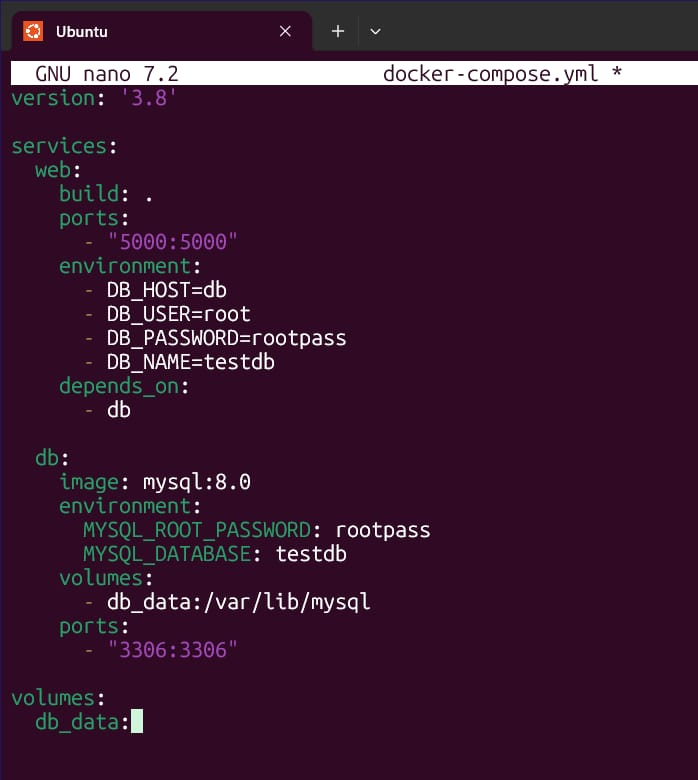 Ubuntu
GNU nano 7.2 docker-compose.yml *
version: '3.8'

services:
  web:
    build: .
    ports:
      - "5000:5000"
    environment:
      - DB_HOST=db
      - DB_USER=root
      - DB_PASSWORD=rootpass
      - DB_NAME=testdb
    depends_on:
      - db

  db:
    image: mysql:8.0
    environment:
      MYSQL_ROOT_PASSWORD: rootpass
      MYSQL_DATABASE: testdb
    volumes:
      - db_data:/var/lib/mysql
    ports:
      - "3306:3306"

volumes:
  db_data: